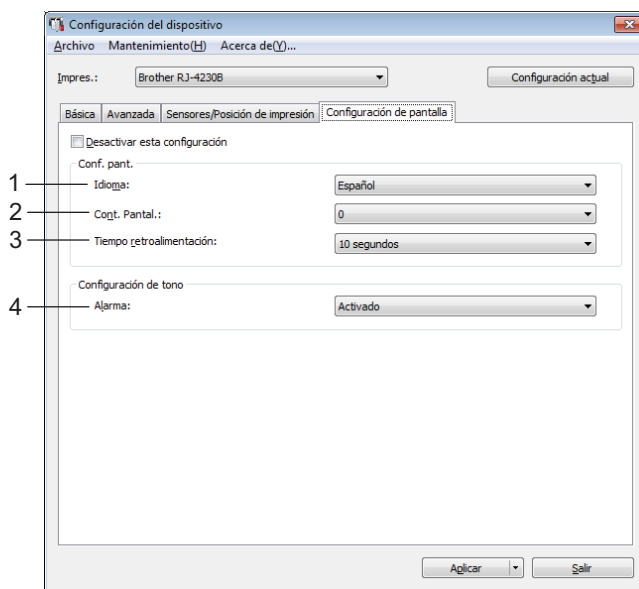 Configuración del dispositivo
Archivo Mantenimiento(H) Acerca de(Y)...
Impres.: Brother RJ-4230B Configuración actual
Básica Avanzada Sensores/Posición de impresión Configuración de pantalla
Desactivar esta configuración
Conf. pant.
1 Idioma: Español
2 Cont. Pantal.: 0
3 Tiempo retroalimentación: 10 segundos
Configuración de tono
4 Alarma: Activado
Aplicar Salir